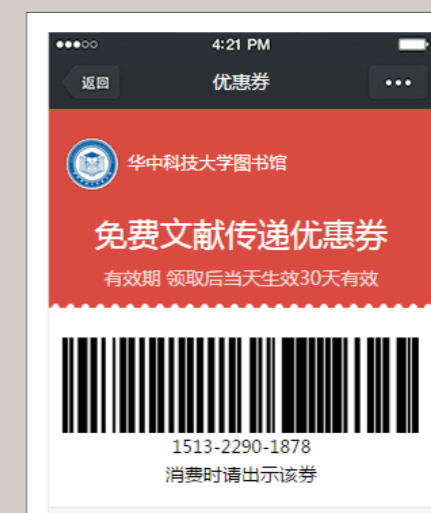 4:21 PM
返回
优惠券
华中科技大学图书馆
免费文献传递优惠券
有效期 领取后当天生效30天有效
1513-2290-1878
消费时请出示该券